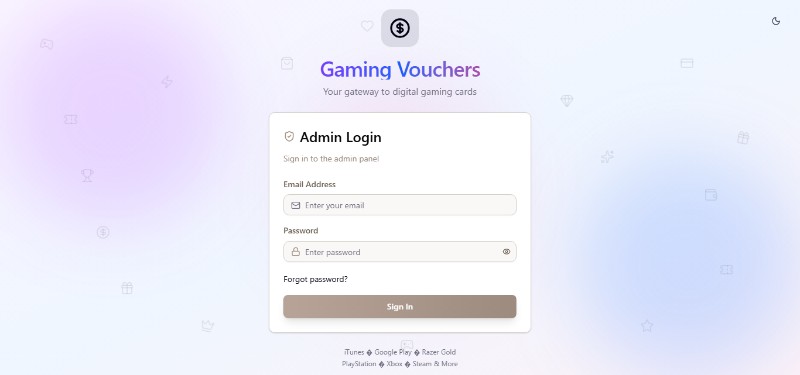 Gaming Vouchers
Your gateway to digital gaming cards
Admin Login
Sign in to the admin panel
Email Address
Enter your email
Password
Enter password
Forgot password?
Sign In
iTunes � Google Play � Razer Gold
PlayStation � Xbox � Steam & More